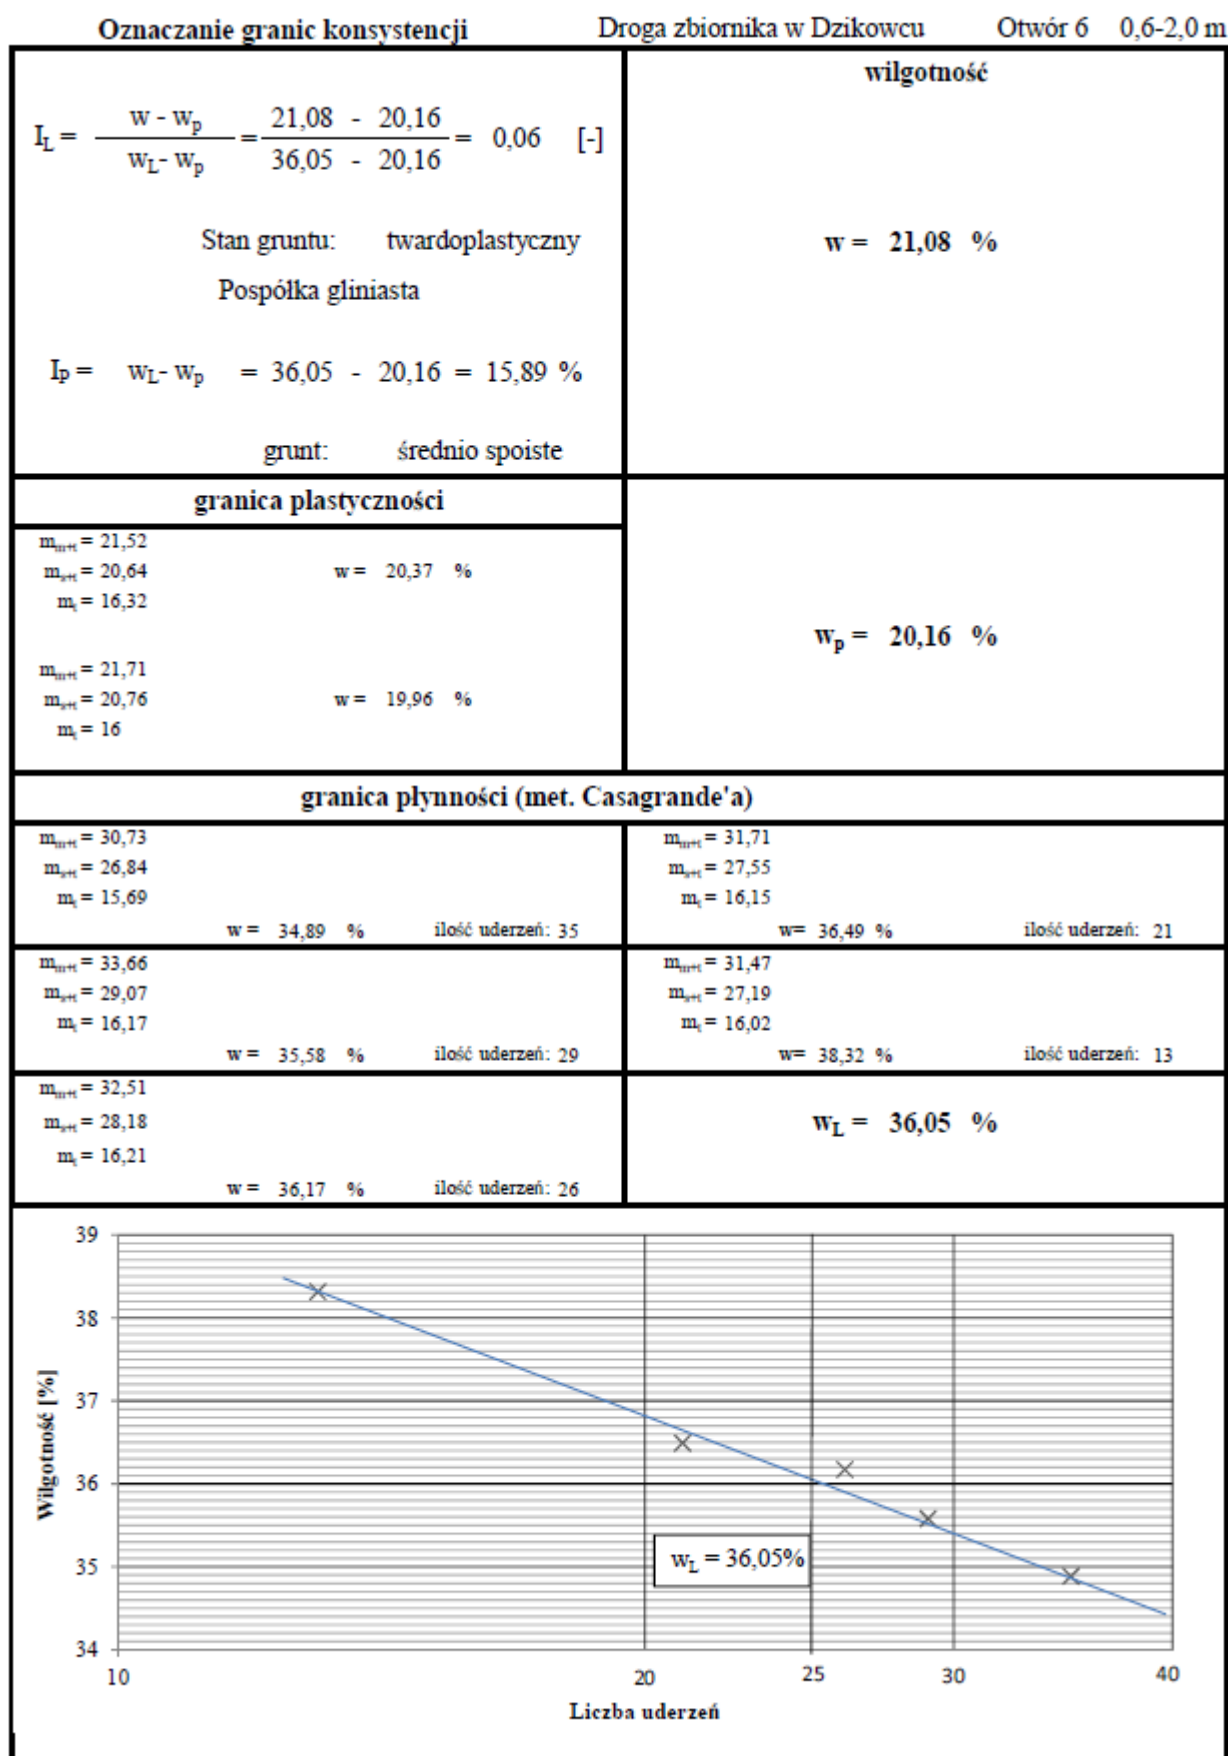 Oznaczanie granic konsystencji Droga zbiornika w Dzikowcu Otwór 6 0,6-2,0 m
wilgotność
I_L = (w - w_p) / (w_L - w_p) = (21,08 - 20,16) / (36,05 - 20,16) = 0,06 [-]
Stan gruntu: twardoplastyczny
w = 21,08 %
Pospółka gliniasta
I_P = w_L - w_p = 36,05 - 20,16 = 15,89 %
grunt: średnio spoiste
granica plastyczności
m_m+t = 21,52
m_s+t = 20,64 w = 20,37 %
m_t = 16,32
w_p = 20,16 %
m_m+t = 21,71
m_s+t = 20,76 w = 19,96 %
m_t = 16
granica płynności (met. Casagrande'a)
m_m+t = 30,73
m_s+t = 26,84
m_t = 15,69
w = 34,89 % ilość uderzeń: 35
m_m+t = 31,71
m_s+t = 27,55
m_t = 16,15
w= 36,49 % ilość uderzeń: 21
m_m+t = 33,66
m_s+t = 29,07
m_t = 16,17
w = 35,58 % ilość uderzeń: 29
m_m+t = 31,47
m_s+t = 27,19
m_t = 16,02
w= 38,32 % ilość uderzeń: 13
m_m+t = 32,51
m_s+t = 28,18
m_t = 16,21
w = 36,17 % ilość uderzeń: 26
w_L = 36,05 %
39
38
37
36
35
34
Wilgotność [%]
w_L = 36,05%
10 20 25 30 40
Liczba uderzeń